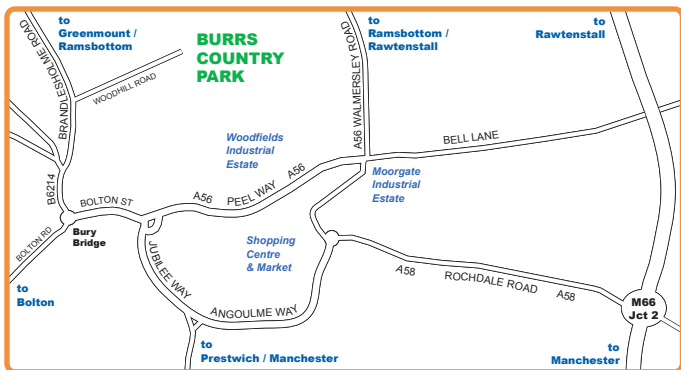 to
Greenmount /
Ramsbottom
BURRS
COUNTRY
PARK
to
Ramsbottom /
Rawtenstall
to
Rawtenstall
BRANDLESHOLME ROAD
WOODHILL ROAD
A56 WALMERSLEY ROAD
BELL LANE
Woodfields
Industrial
Estate
Moorgate
Industrial
Estate
A56
PEEL WAY
A56
B6214
BOLTON ST
BOLTON RD
Bury
Bridge
JUBILEE WAY
Shopping
Centre
& Market
A58
ROCHDALE ROAD
A58
to
Bolton
ANGOULME WAY
M66
Jct 2
to
Prestwich / Manchester
to
Manchester